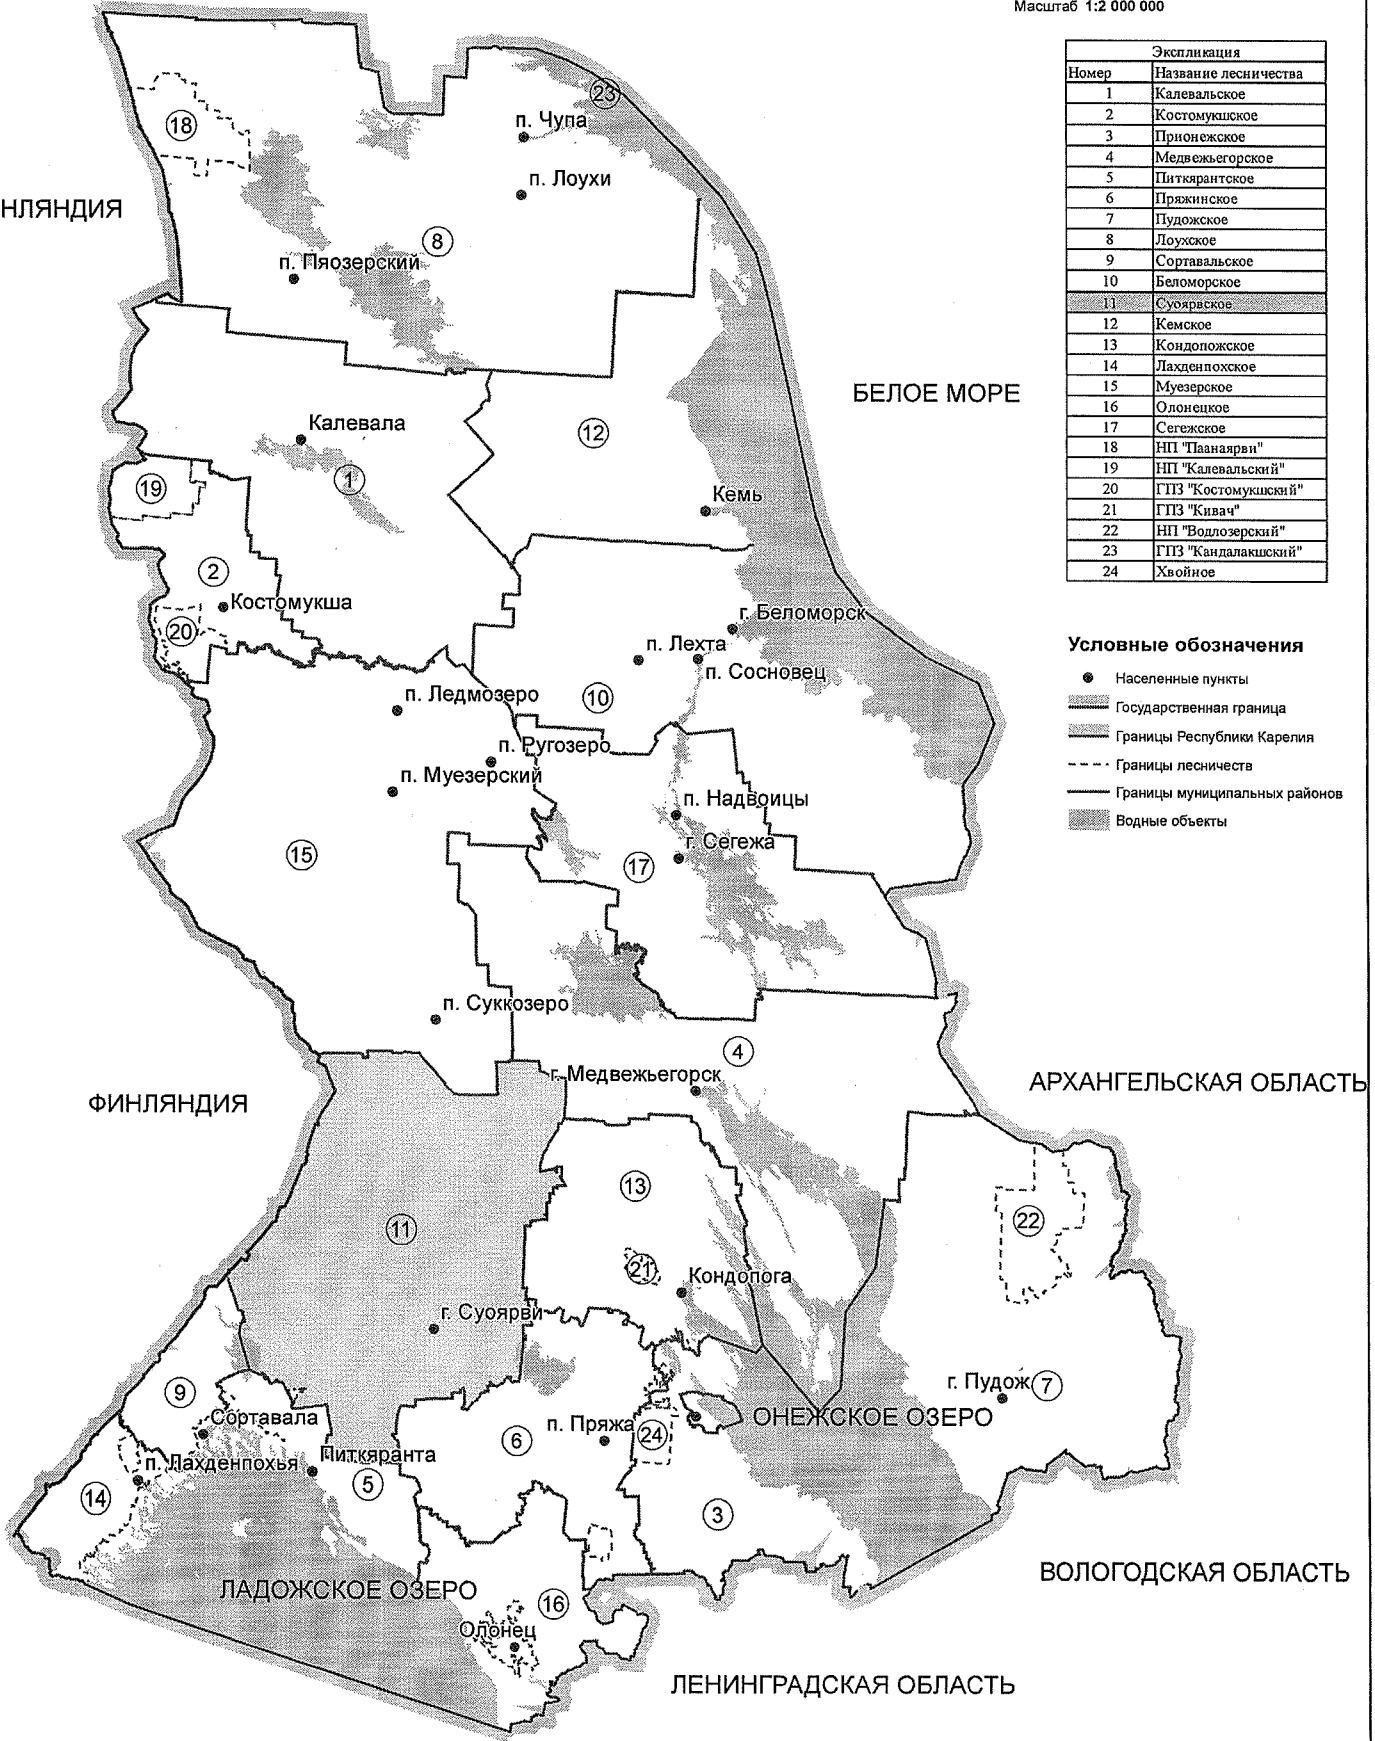 Масштаб 1:2 000 000
Экспликация
Номер Название лесничества
1 Калевальское
2 Костомукшское
3 Прионежское
4 Медвежьегорское
5 Питкярантское
6 Пряжинское
7 Пудожское
8 Лоухское
9 Сортавальское
10 Беломорское
11 Суоярвское
12 Кемское
13 Кондопожское
14 Лахденпохское
15 Муезерское
16 Олонецкое
17 Сегежское
18 НП "Паанаярви"
19 НП "Калевальский"
20 ГПЗ "Костомукшский"
21 ГПЗ "Кивач"
22 НП "Водлозерский"
23 ГПЗ "Кандалакшский"
24 Хвойное
Условные обозначения
Населенные пункты
Государственная граница
Границы Республики Карелия
Границы лесничеств
Границы муниципальных районов
Водные объекты
23
п. Чупа
18
п. Лоухи
НЛЯНДИЯ
8
п. Пяозерский
БЕЛОЕ МОРЕ
Калевала
12
1
19
Кемь
2
Костомукша
г. Беломорск
20
п. Лехта
п. Сосновец
п. Ледмозеро
10
п. Ругозеро
п. Муезерский
п. Надвоицы
г. Сегежа
15
17
п. Суккозеро
4
г. Медвежьегорск
АРХАНГЕЛЬСКАЯ ОБЛАСТЬ
ФИНЛЯНДИЯ
13
22
11
21
Кондопога
г. Суоярви
г. Пудож
7
9
Сортавала
ОНЕЖСКОЕ ОЗЕРО
п. Пряжа
24
6
Питкяранта
п. Лахденпохья
5
14
3
ВОЛОГОДСКАЯ ОБЛАСТЬ
ЛАДОЖСКОЕ ОЗЕРО
16
Олонец
ЛЕНИНГРАДСКАЯ ОБЛАСТЬ